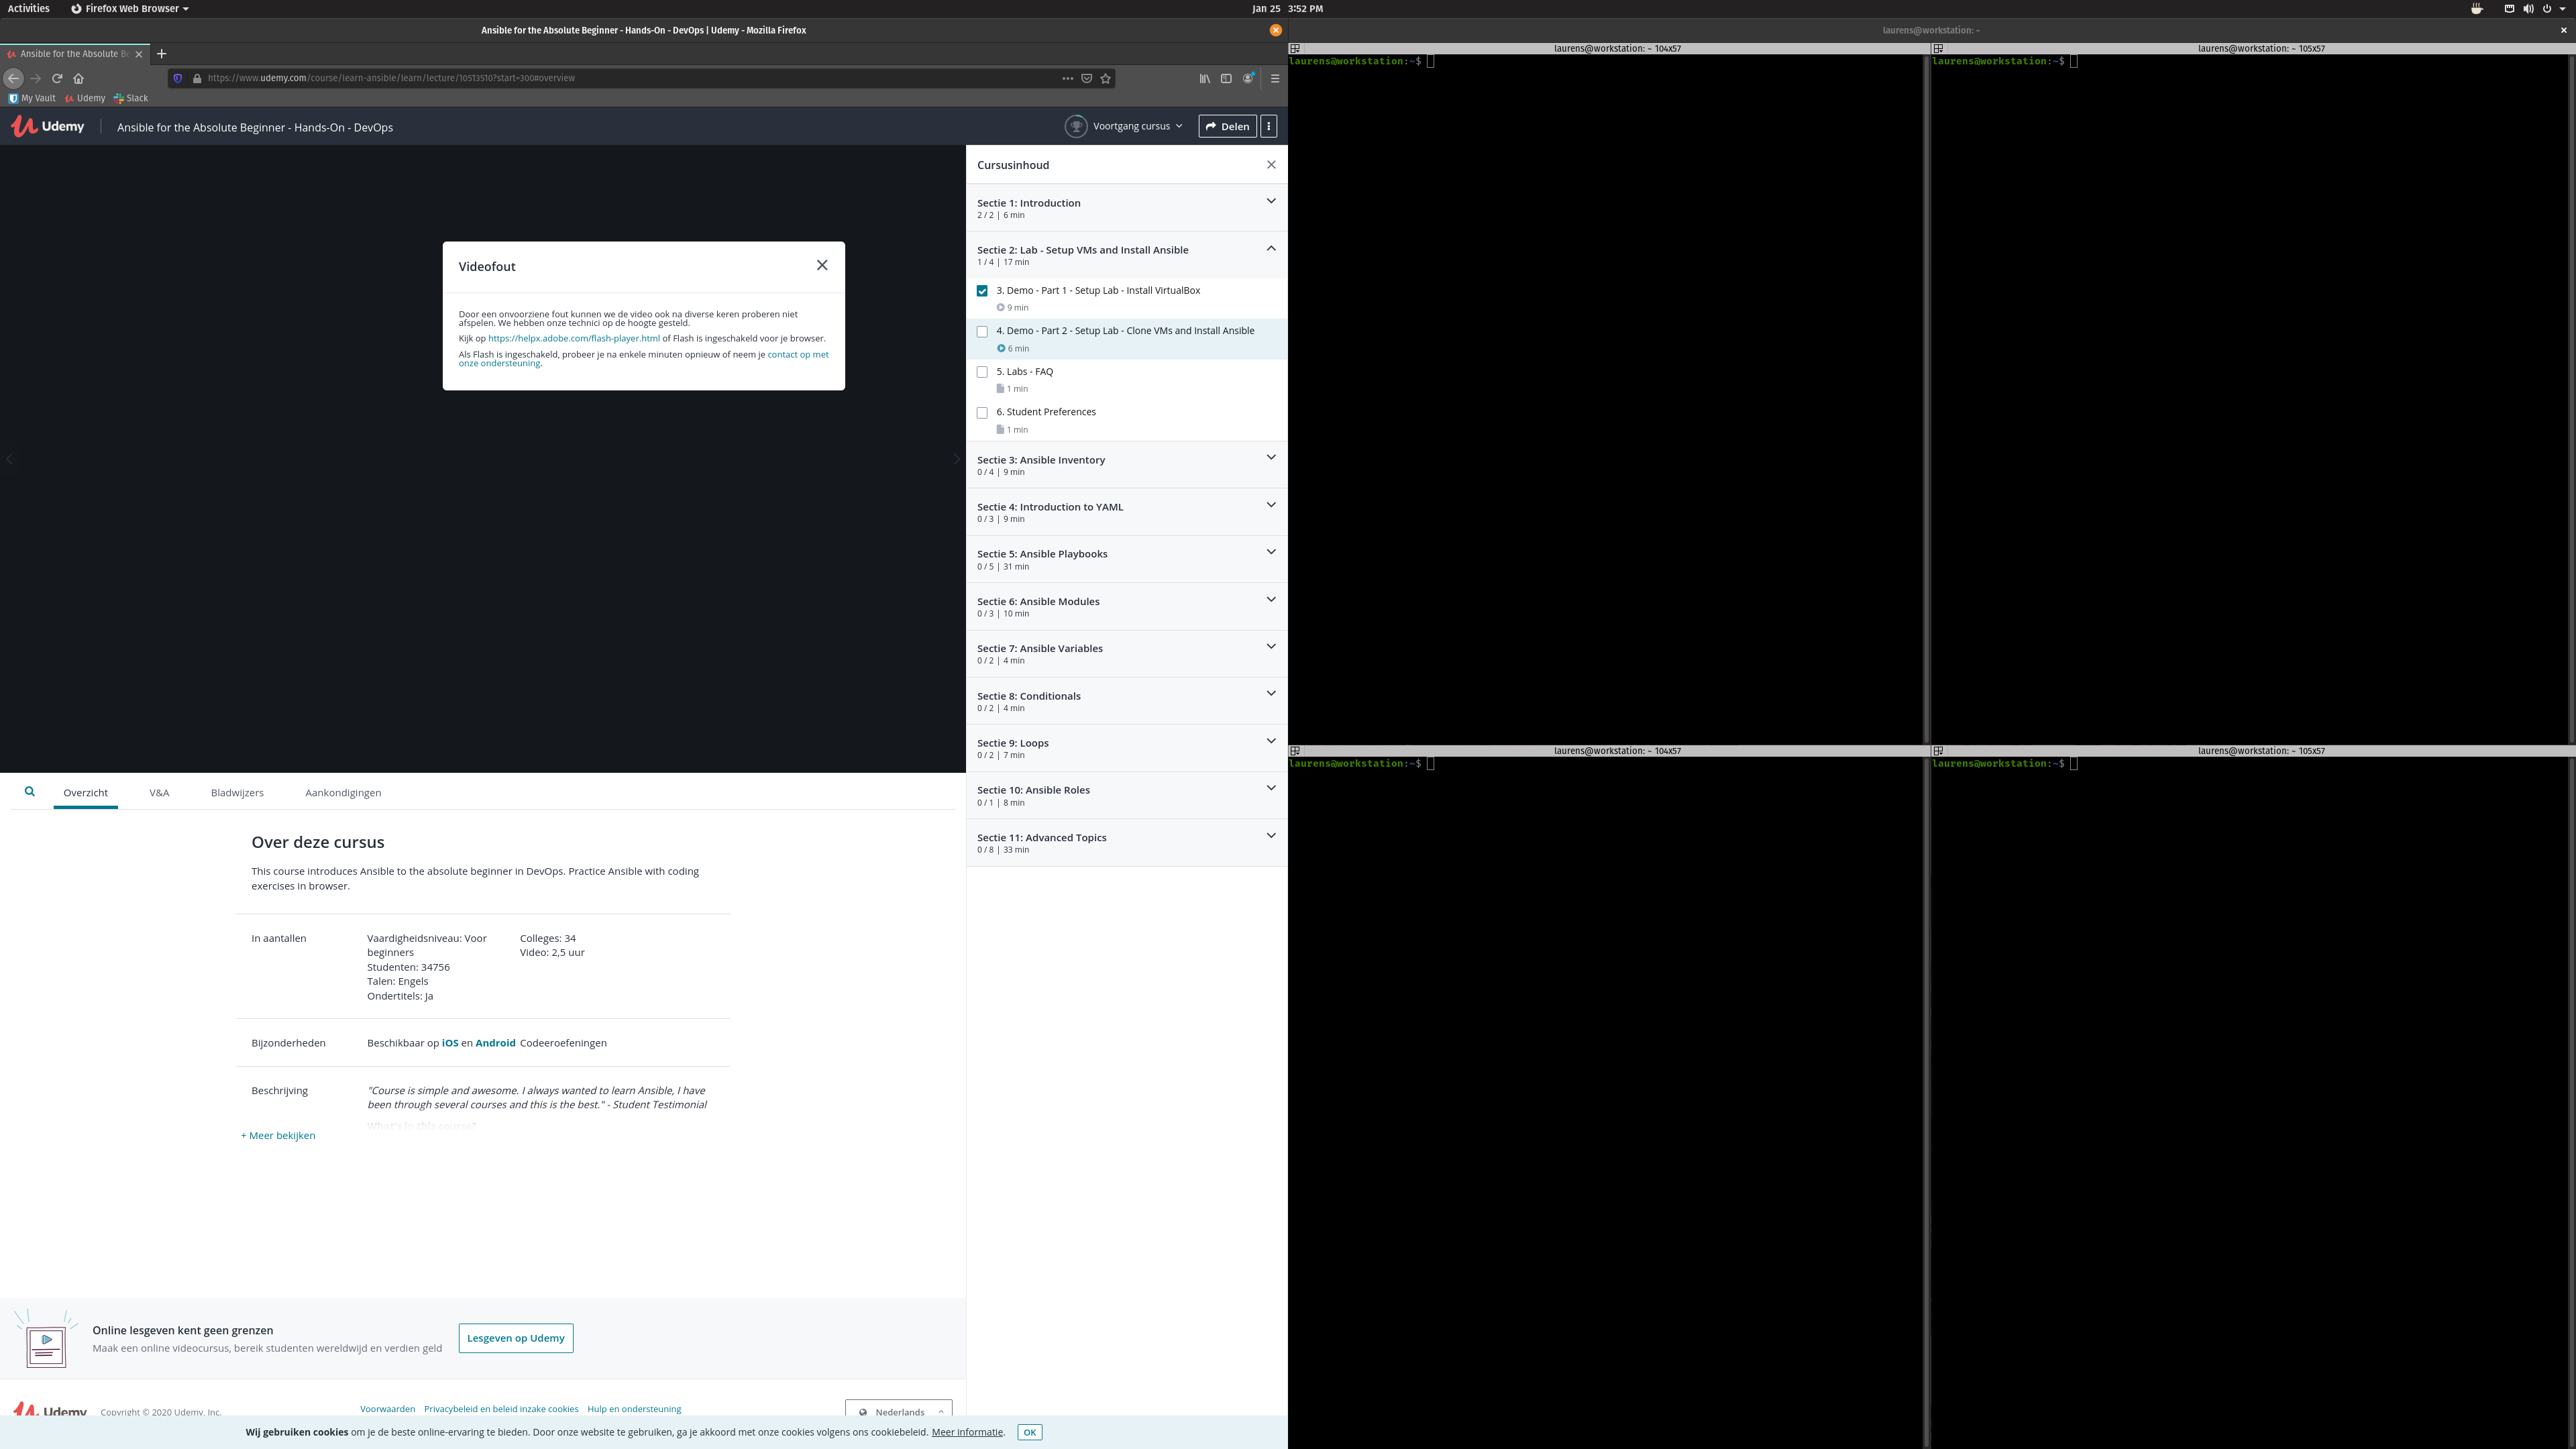 Activities
Firefox Web Browser
Jan 25 3:52 PM
Ansible for the Absolute Beginner - Hands-On - DevOps | Udemy - Mozilla Firefox
laurens@workstation: ~
Ansible for the Absolute Be
https://www.udemy.com/course/learn-ansible/learn/lecture/10513510?start=300#overview
My Vault
Udemy
Slack
Udemy
Ansible for the Absolute Beginner - Hands-On - DevOps
Voortgang cursus
Delen
Videofout
Door een onvoorziene fout kunnen we de video ook na diverse keren proberen niet
afspelen. We hebben onze technici op de hoogte gesteld.
Kijk op https://helpx.adobe.com/flash-player.html of Flash is ingeschakeld voor je browser.
Als Flash is ingeschakeld, probeer je na enkele minuten opnieuw of neem je contact op met
onze ondersteuning.
Cursusinhoud
Sectie 1: Introduction
2 / 2 | 6 min
Sectie 2: Lab - Setup VMs and Install Ansible
1 / 4 | 17 min
3. Demo - Part 1 - Setup Lab - Install VirtualBox
9 min
4. Demo - Part 2 - Setup Lab - Clone VMs and Install Ansible
6 min
5. Labs - FAQ
1 min
6. Student Preferences
1 min
Sectie 3: Ansible Inventory
0 / 4 | 9 min
Sectie 4: Introduction to YAML
0 / 3 | 9 min
Sectie 5: Ansible Playbooks
0 / 5 | 31 min
Sectie 6: Ansible Modules
0 / 3 | 10 min
Sectie 7: Ansible Variables
0 / 2 | 4 min
Sectie 8: Conditionals
0 / 2 | 4 min
Sectie 9: Loops
0 / 2 | 7 min
Sectie 10: Ansible Roles
0 / 1 | 8 min
Sectie 11: Advanced Topics
0 / 8 | 33 min
Overzicht
V&A
Bladwijzers
Aankondigingen
Over deze cursus
This course introduces Ansible to the absolute beginner in DevOps. Practice Ansible with coding
exercises in browser.
In aantallen
Vaardigheidsniveau: Voor
beginners
Studenten: 34756
Talen: Engels
Ondertitels: Ja
Colleges: 34
Video: 2,5 uur
Bijzonderheden
Beschikbaar op iOS en Android
Codeeroefeningen
Beschrijving
"Course is simple and awesome. I always wanted to learn Ansible, I have
been through several courses and this is the best." - Student Testimonial
What's in this course?
+ Meer bekijken
Online lesgeven kent geen grenzen
Maak een online videocursus, bereik studenten wereldwijd en verdien geld
Lesgeven op Udemy
Udemy
Copyright © 2020 Udemy, Inc.
Voorwaarden
Privacybeleid en beleid inzake cookies
Hulp en ondersteuning
Nederlands
Wij gebruiken cookies om je de beste online-ervaring te bieden. Door onze website te gebruiken, ga je akkoord met onze cookies volgens ons cookiebeleid. Meer informatie.
OK
laurens@workstation: ~ 104x57
laurens@workstation:~$
laurens@workstation: ~ 105x57
laurens@workstation:~$
laurens@workstation: ~ 104x57
laurens@workstation:~$
laurens@workstation: ~ 105x57
laurens@workstation:~$